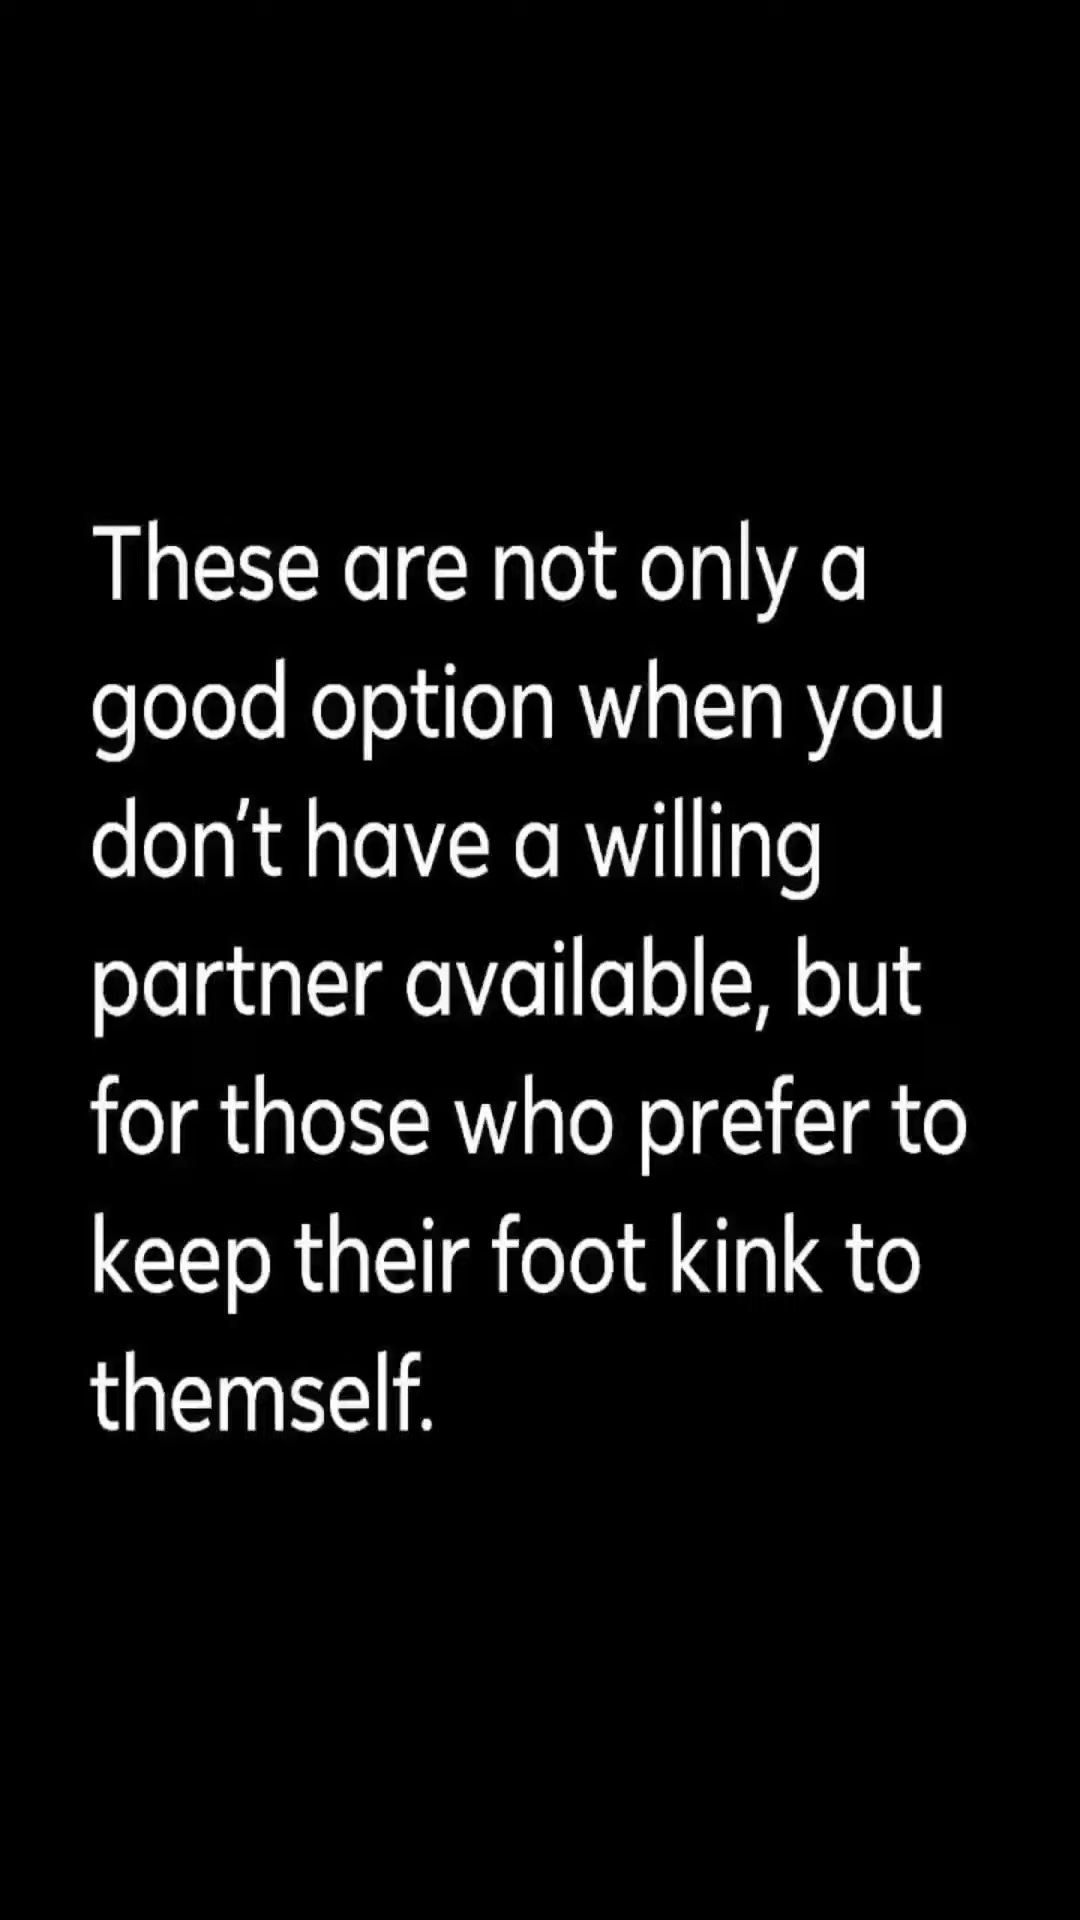 These are not only a
good option when you
don’t have a willing
partner available, but
for those who prefer to
keep their foot kink to
themself.